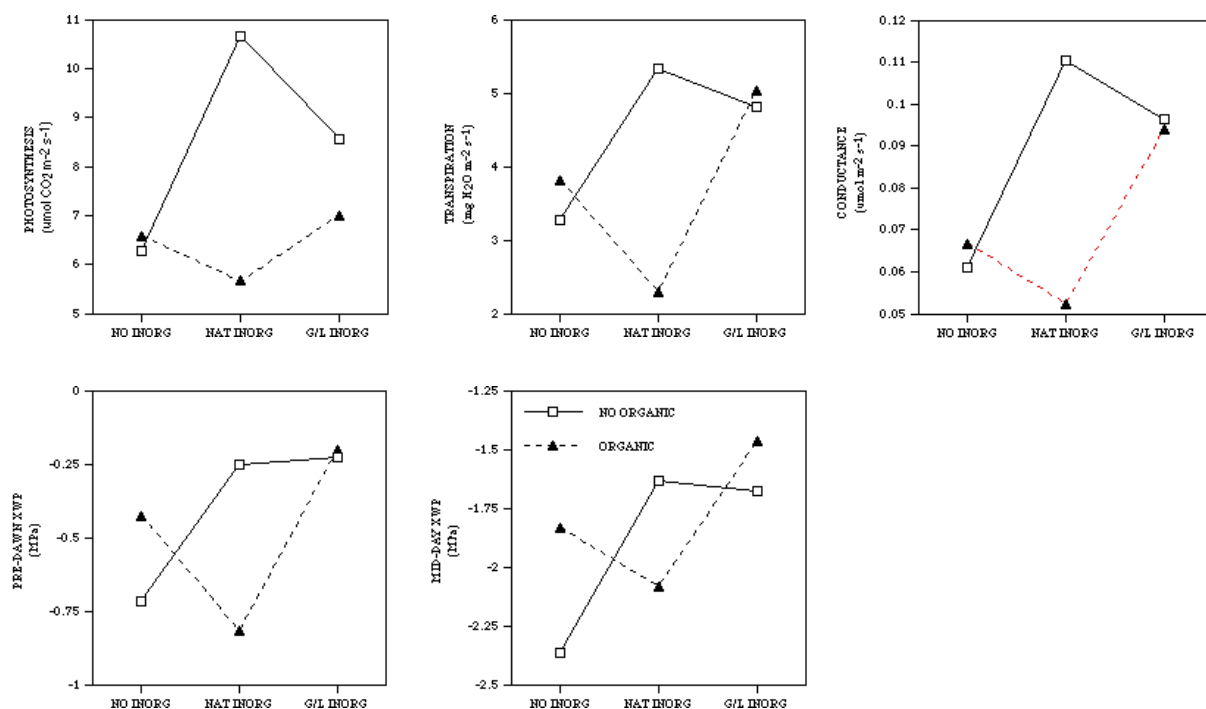 PHOTOSYNTHESIS
(umol CO2 m-2 s-1)
11
10
9
8
7
6
5
NO INORG
NAT INORG
G/L INORG
TRANSPIRATION
(mg H2O m-2 s-1)
6
5
4
3
2
NO INORG
NAT INORG
G/L INORG
CONDUCTANCE
(umol m-2 s-1)
0.12
0.11
0.1
0.09
0.08
0.07
0.06
0.05
NO INORG
NAT INORG
G/L INORG
PRE-DAWN XWP
(MPa)
0
-0.25
-0.5
-0.75
-1
NO INORG
NAT INORG
G/L INORG
MID-DAY XWP
(MPa)
-1.25
-1.5
-1.75
-2
-2.25
-2.5
NO ORGANIC
ORGANIC
NO INORG
NAT INORG
G/L INORG